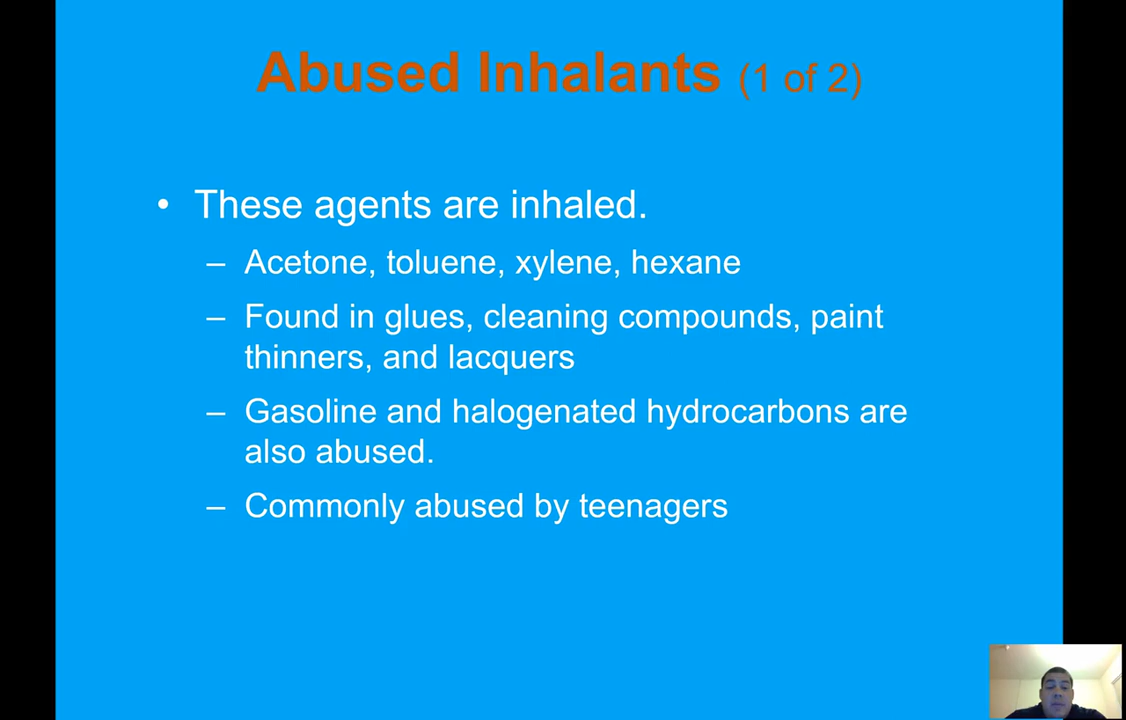 Abused Inhalants (1 of 2)
• These agents are inhaled.
– Acetone, toluene, xylene, hexane
– Found in glues, cleaning compounds, paint
thinners, and lacquers
– Gasoline and halogenated hydrocarbons are
also abused.
– Commonly abused by teenagers